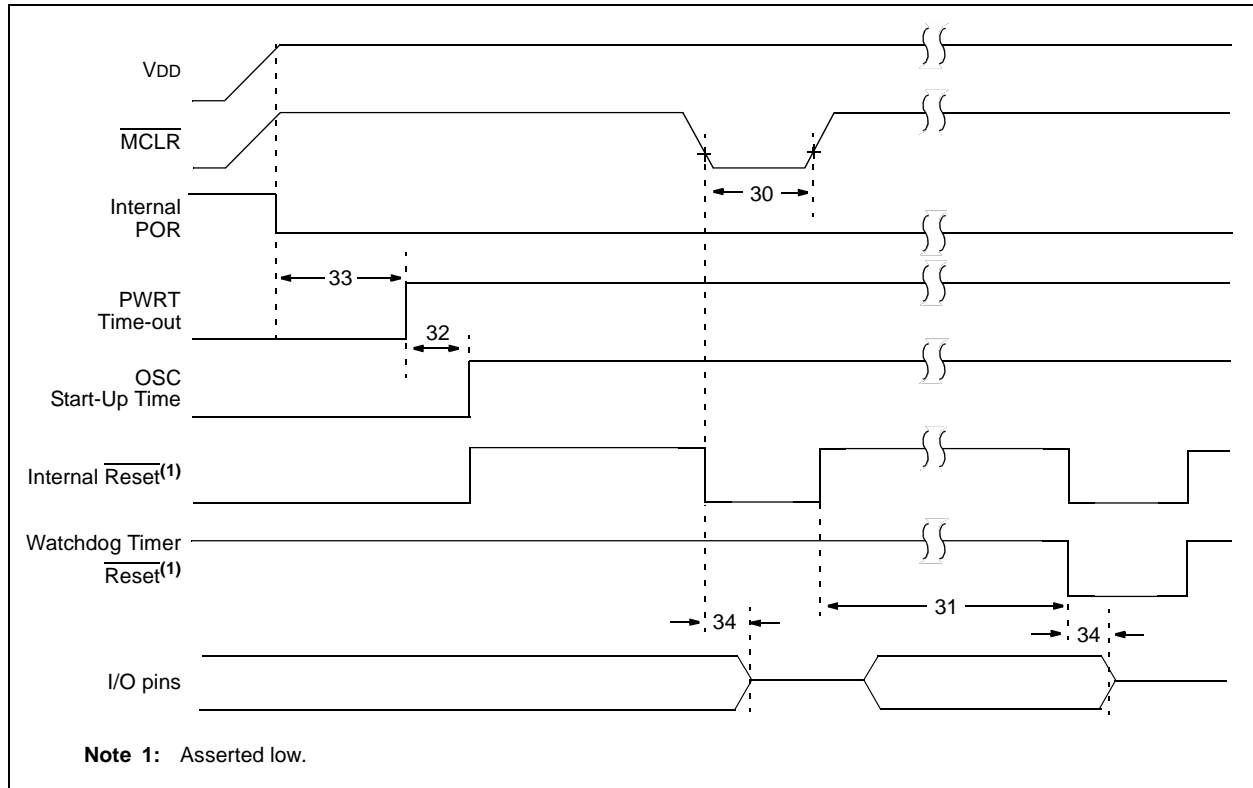 VDD
MCLR
30
Internal
POR
33
PWRT
Time-out
32
OSC
Start-Up Time
Internal Reset(1)
Watchdog Timer
Reset(1)
31
34
34
I/O pins
Note 1: Asserted low.